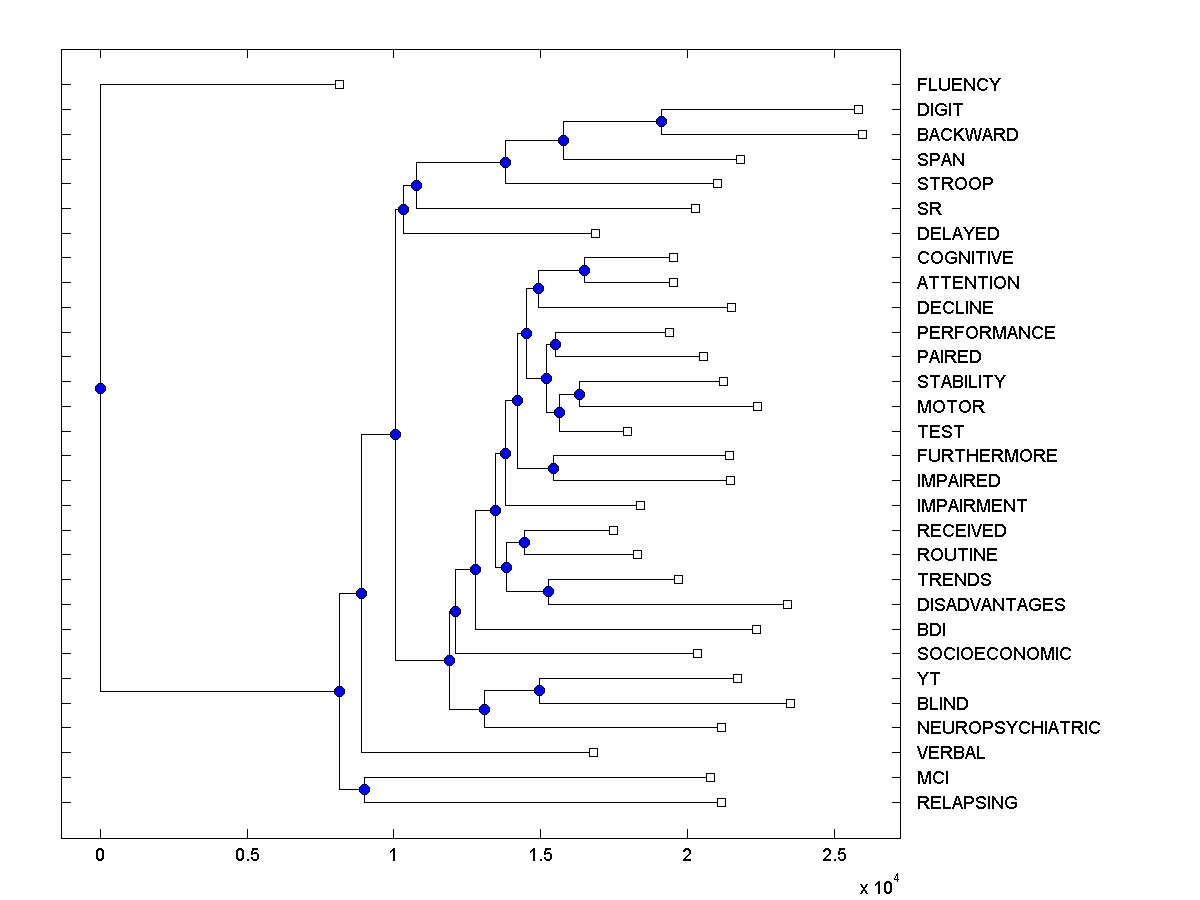 FLUENCY
DIGIT
BACKWARD
SPAN
STROOP
SR
DELAYED
COGNITIVE
ATTENTION
DECLINE
PERFORMANCE
PAIRED
STABILITY
MOTOR
TEST
FURTHERMORE
IMPAIRED
IMPAIRMENT
RECEIVED
ROUTINE
TRENDS
DISADVANTAGES
BDI
SOCIOECONOMIC
YT
BLIND
NEUROPSYCHIATRIC
VERBAL
MCI
RELAPSING
0 0.5 1 1.5 2 2.5
x 10^4